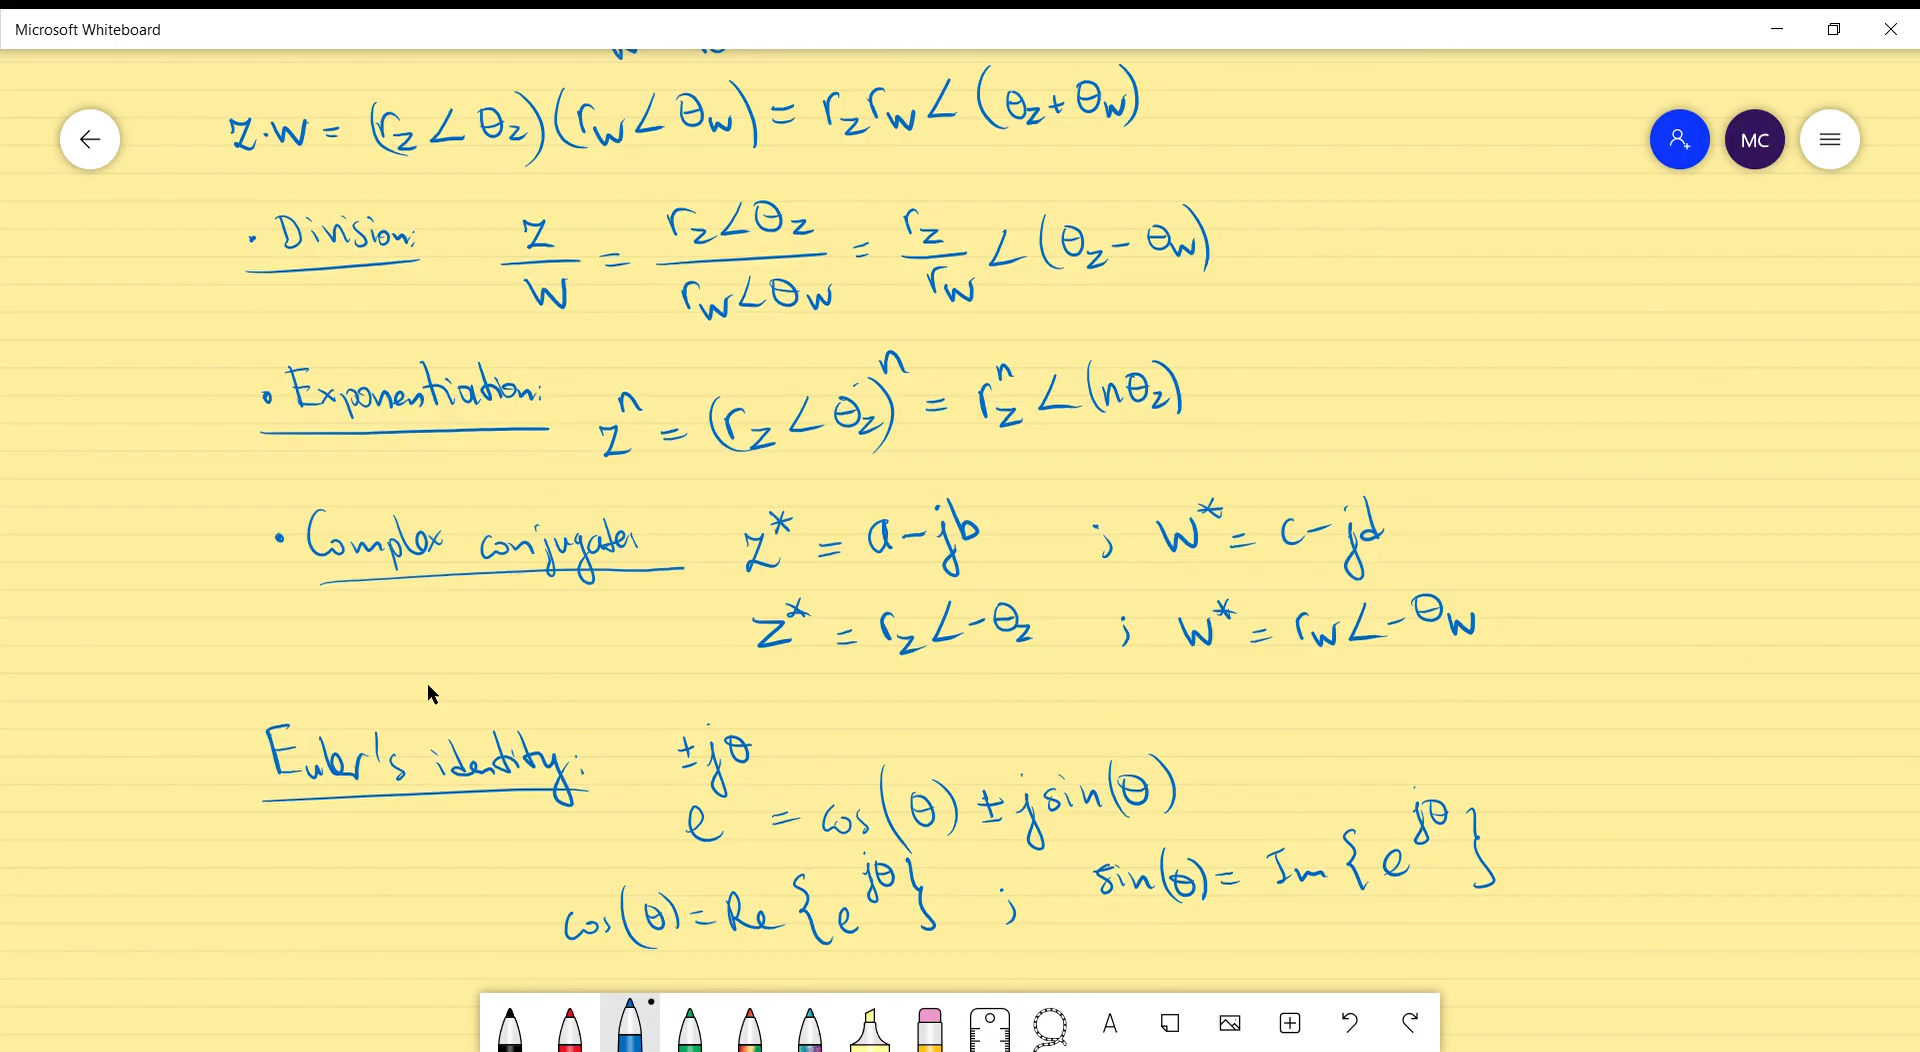 Microsoft Whiteboard
z·w = (r_z ∠ θ_z)(r_w ∠ θ_w) = r_z r_w ∠ (θ_z + θ_w)
MC
· Division: z/w = r_z∠θ_z / r_w∠θ_w = r_z/r_w ∠ (θ_z - θ_w)
· Exponentiation: z^n = (r_z ∠ θ_z)^n = r_z^n ∠ (nθ_z)
· Complex conjugate: z* = a - jb ; w* = c - jd
z* = r_z ∠ -θ_z ; w* = r_w ∠ -θ_w
Euler's identity: e^±jθ = cos(θ) ± jsin(θ)
cos(θ) = Re{e^jθ} ; sin(θ) = Im{e^jθ}
A